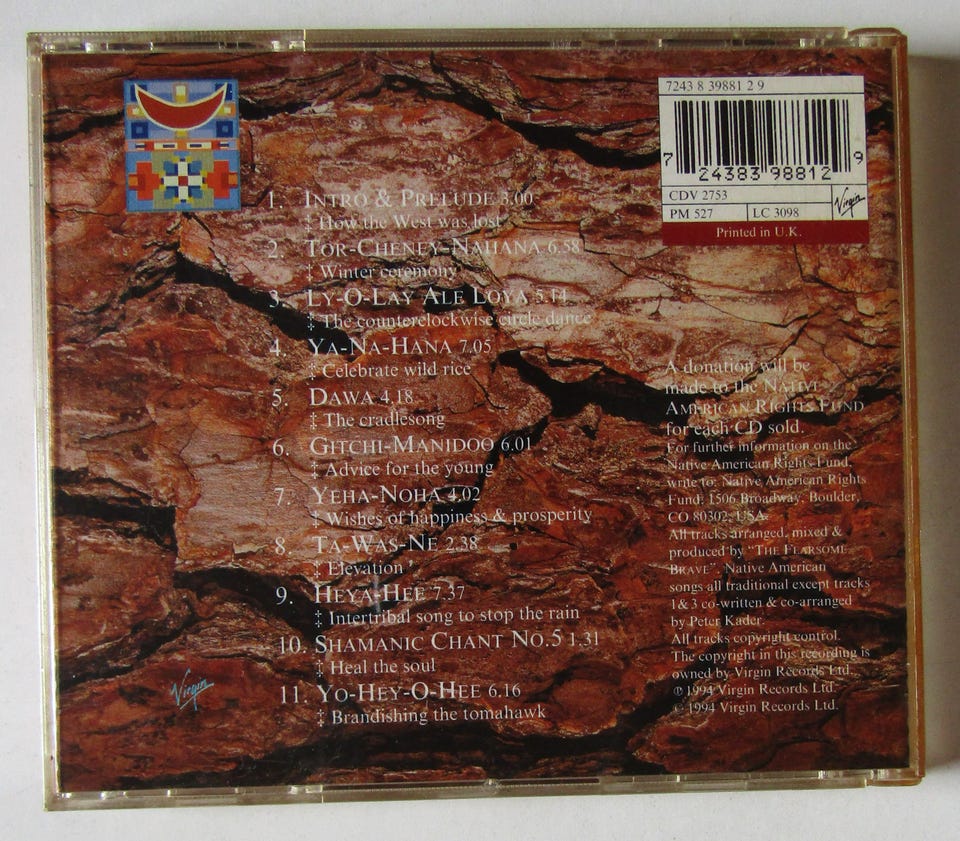 1. INTRO & PRELUDE 3.00
‡ How the West was lost
2. TOR-CHENEY-NAHANA 6.58
‡ Winter ceremony
3. LY-O-LAY ALE LOYA 5.14
‡ The counterclockwise circle dance
4. YA-NA-HANA 7.05
‡ Celebrate wild rice
5. DAWA 4.18
‡ The cradlesong
6. GITCHI-MANIDOO 6.01
‡ Advice for the young
7. YEHA-NOHA 4.02
‡ Wishes of happiness & prosperity
8. TA-WAS-NE 2.38
‡ Elevation
9. HEYA-HEE 7.37
‡ Intertribal song to stop the rain
10. SHAMANIC CHANT NO.5 1.31
‡ Heal the soul
11. YO-HEY-O-HEE 6.16
‡ Brandishing the tomahawk
Virgin
7243 8 39881 2 9
7 24383 98812 9
CDV 2753
PM 527 LC 3098
Virgin
Printed in U.K.
A donation will be
made to the NATIVE
AMERICAN RIGHTS FUND
for each CD sold.
For further information on the
Native American Rights Fund,
write to: Native American Rights
Fund, 1506 Broadway, Boulder,
CO 80302, USA.
All tracks arranged, mixed &
produced by "THE FEARSOME
BRAVE". Native American
songs all traditional except tracks
1 & 3 co-written & co-arranged
by Peter Kader.
All tracks copyright control.
The copyright in this recording is
owned by Virgin Records Ltd.
℗ 1994 Virgin Records Ltd.
© 1994 Virgin Records Ltd.